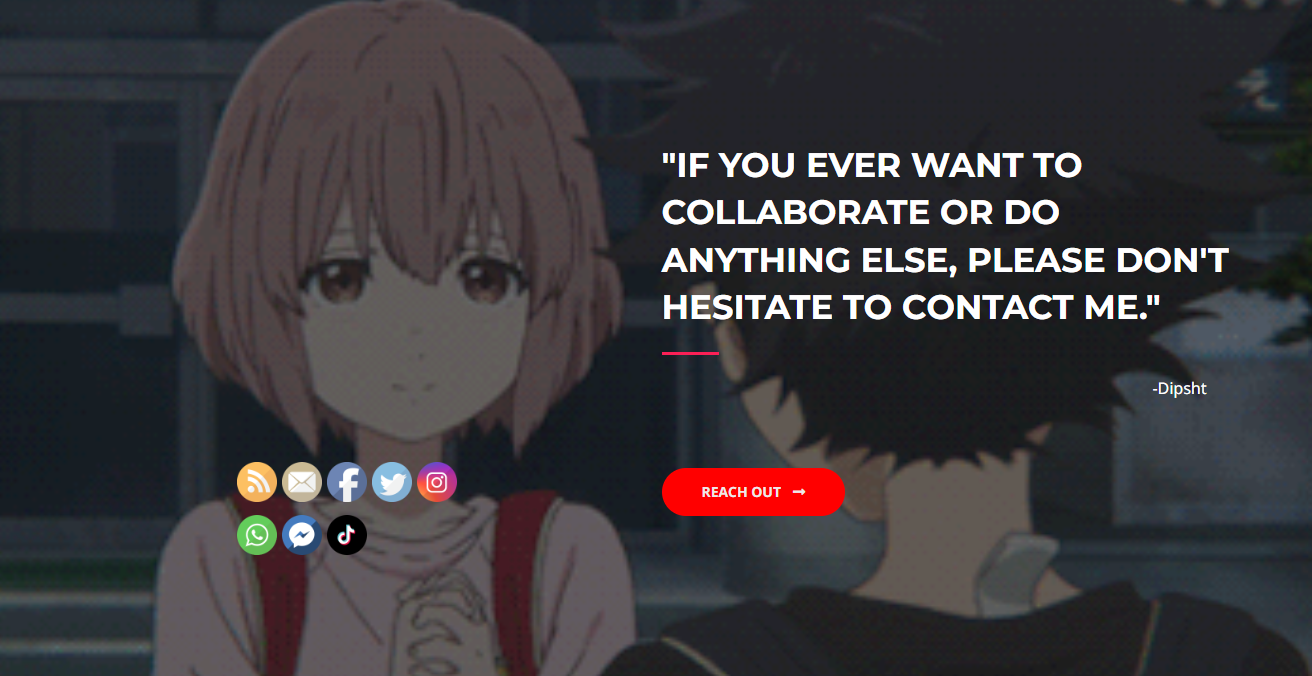 "IF YOU EVER WANT TO
COLLABORATE OR DO
ANYTHING ELSE, PLEASE DON'T
HESITATE TO CONTACT ME."
-Dipsht
REACH OUT